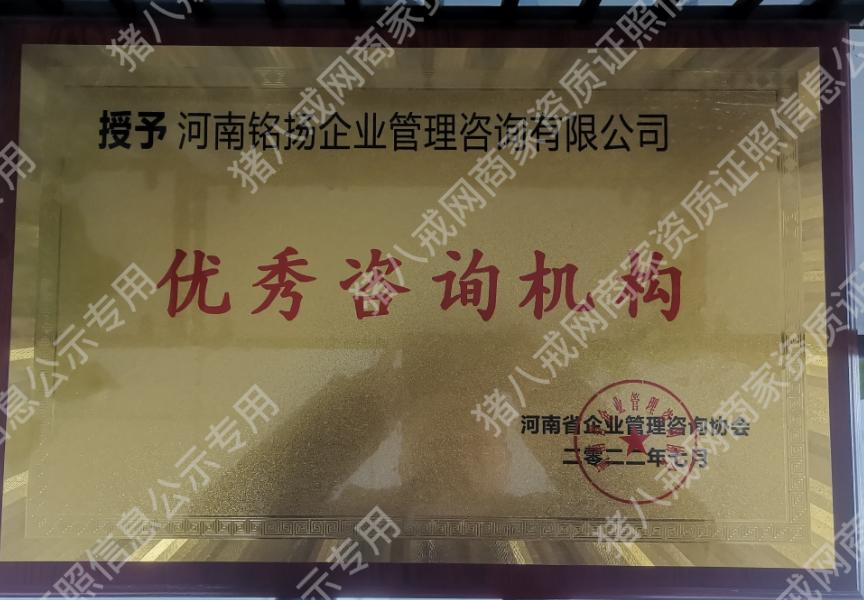 授予 河南铭扬企业管理咨询有限公司
优秀咨询机构
河南省企业管理咨询协会
二零二二年七月
猪八戒网商家资质证照信息公示专用